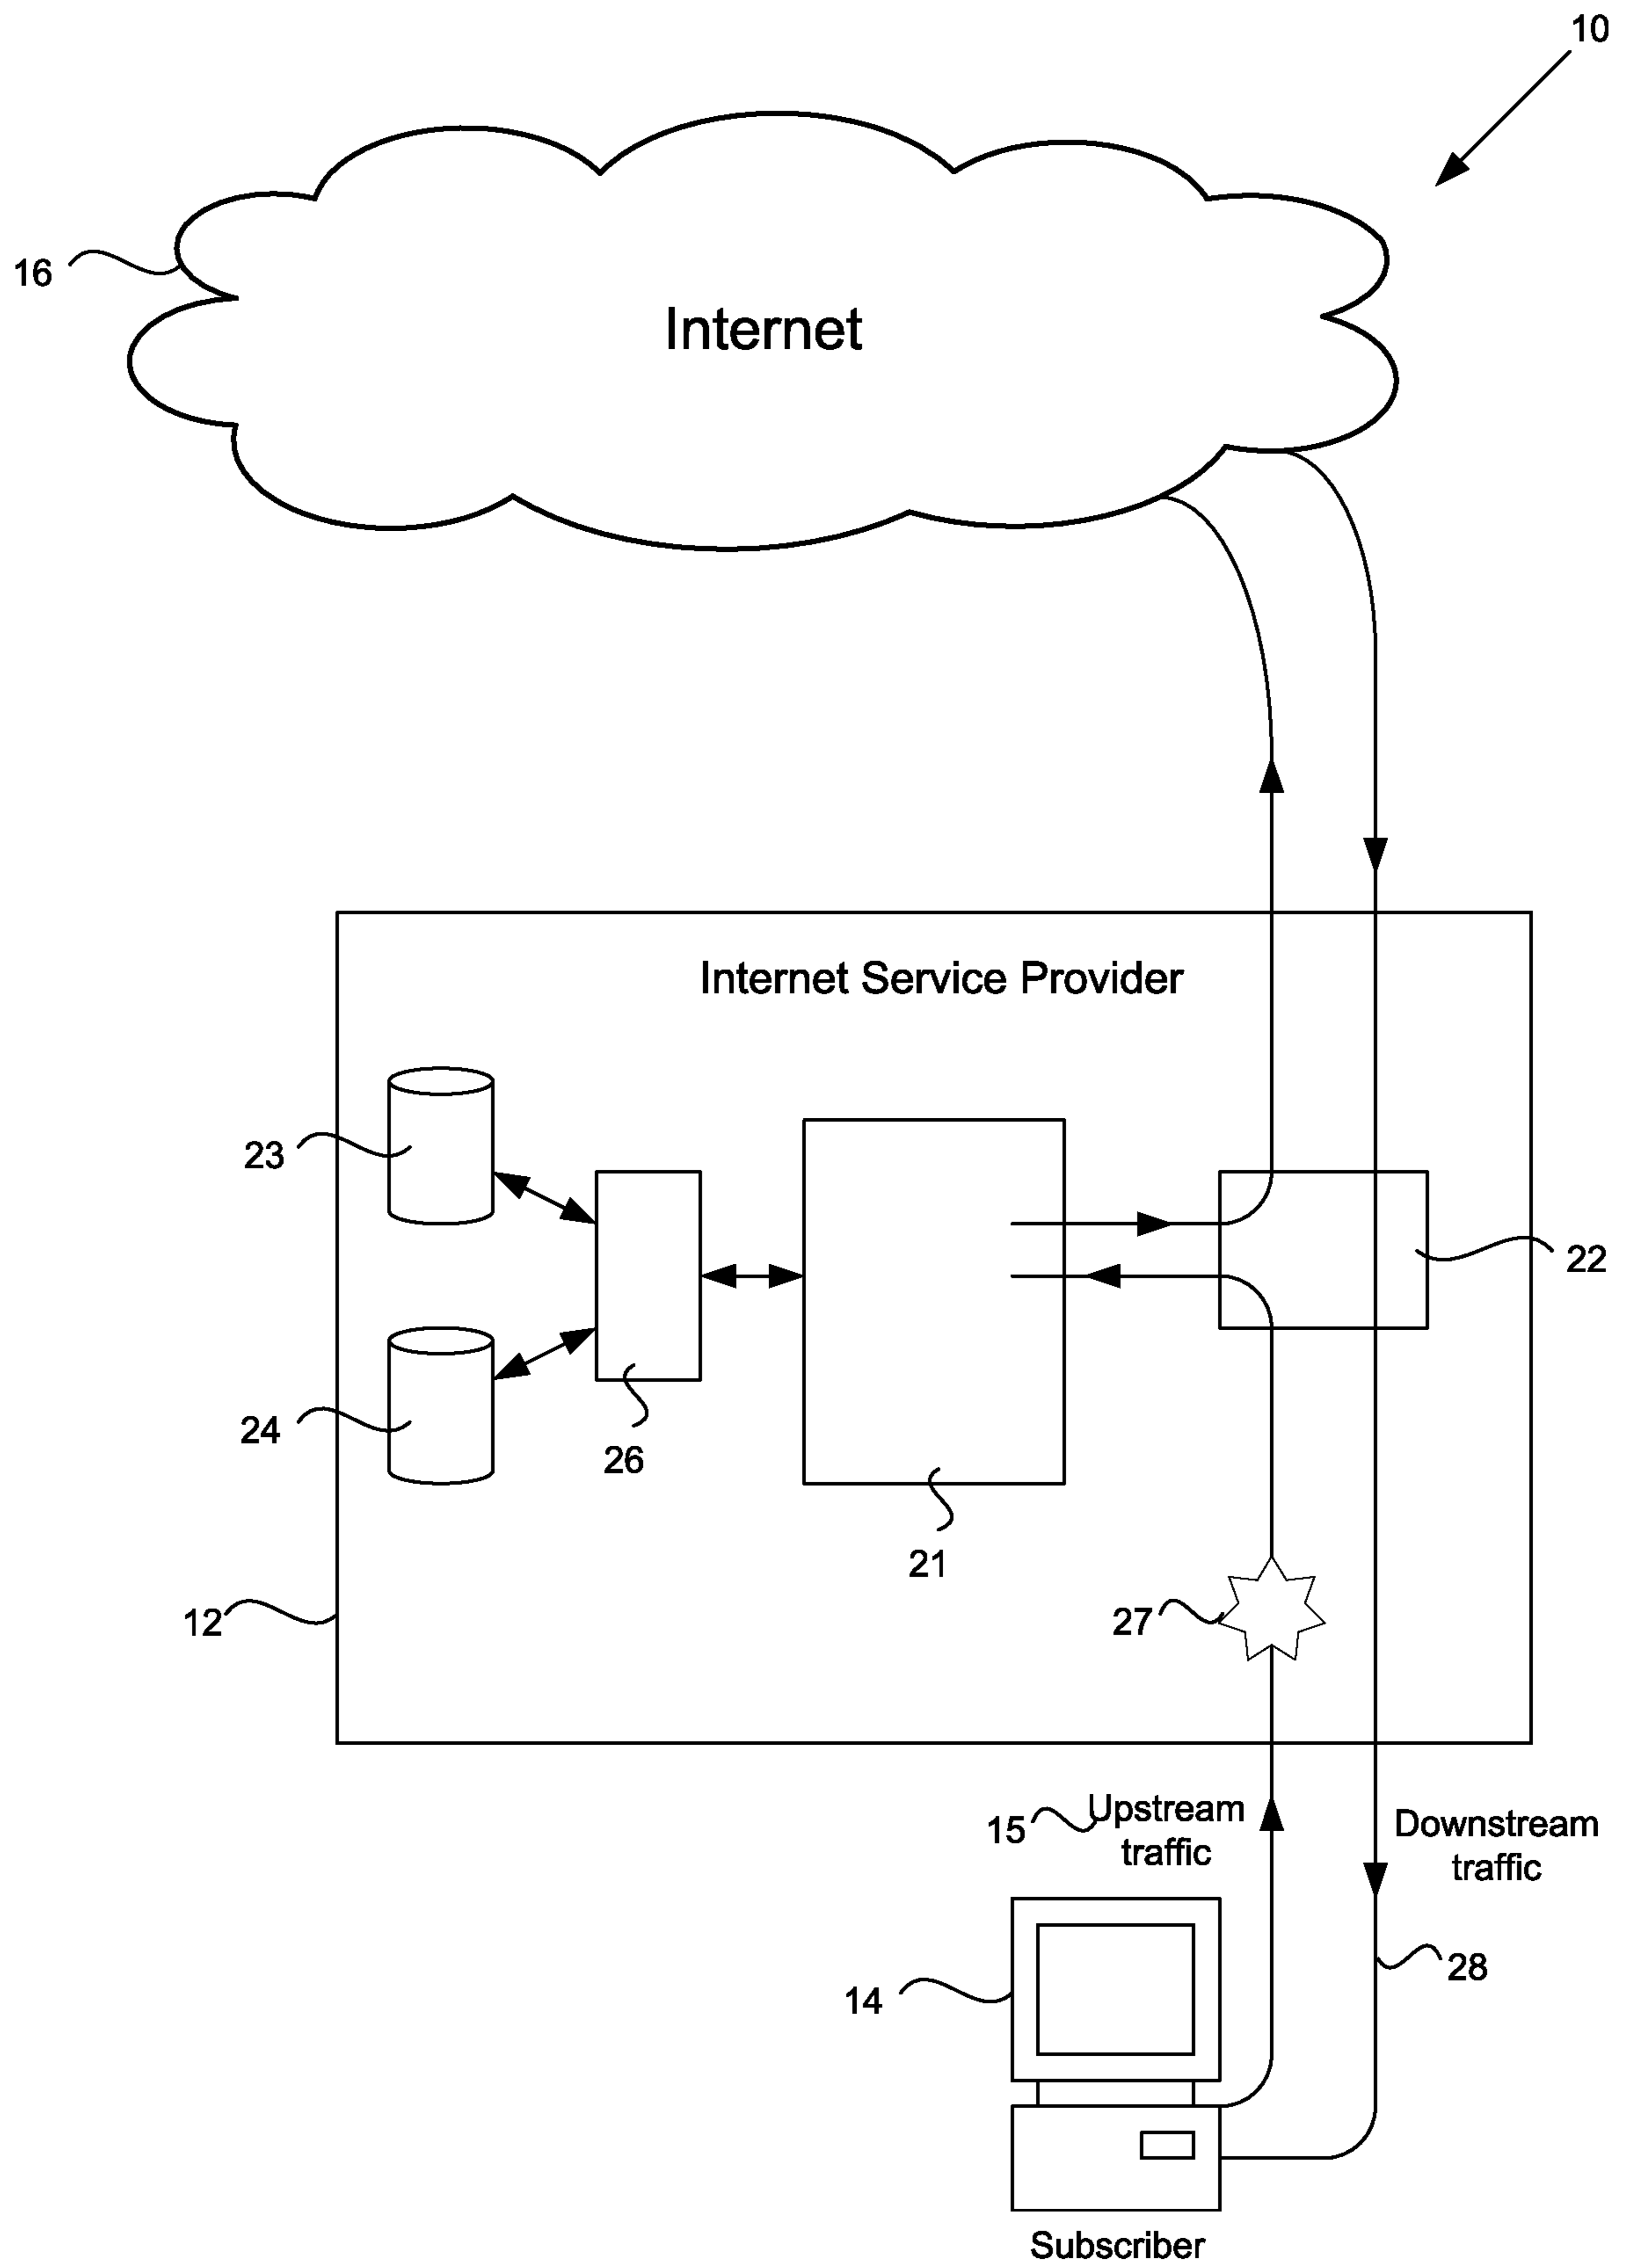 10
16
Internet
Internet Service Provider
23
22
24
26
21
12
27
15
Upstream
traffic
Downstream
traffic
28
14
Subscriber